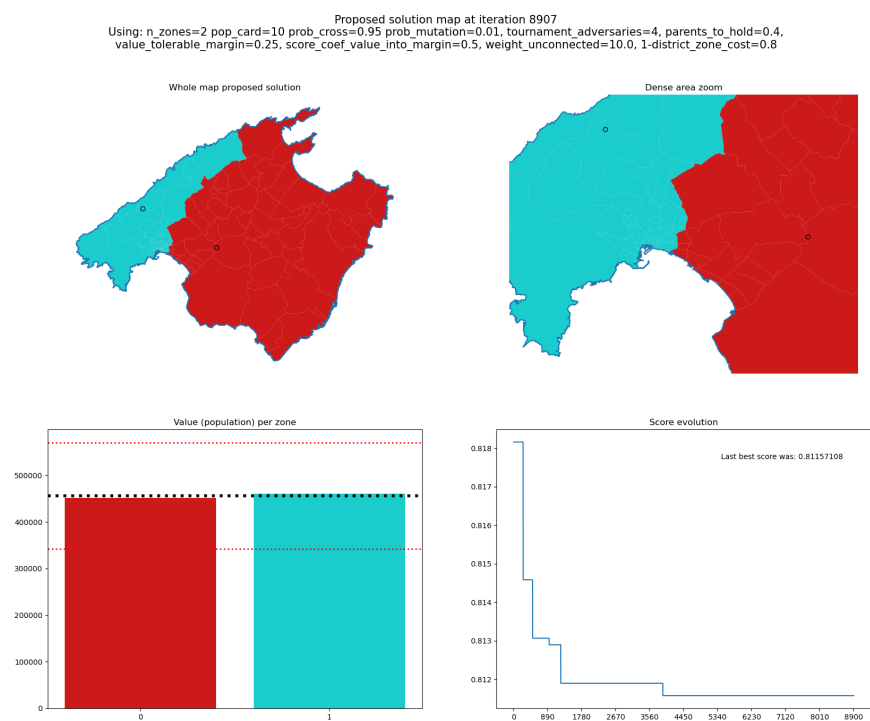 Proposed solution map at iteration 8907
Using: n_zones=2 pop_card=10 prob_cross=0.95 prob_mutation=0.01, tournament_adversaries=4, parents_to_hold=0.4,
value_tolerable_margin=0.25, score_coef_value_into_margin=0.5, weight_unconnected=10.0, 1-district_zone_cost=0.8
Whole map proposed solution
Dense area zoom
Value (population) per zone
500000
400000
300000
200000
100000
0
0 1
Score evolution
Last best score was: 0.81157108
0.818
0.817
0.816
0.815
0.814
0.813
0.812
0 890 1780 2670 3560 4450 5340 6230 7120 8010 8900